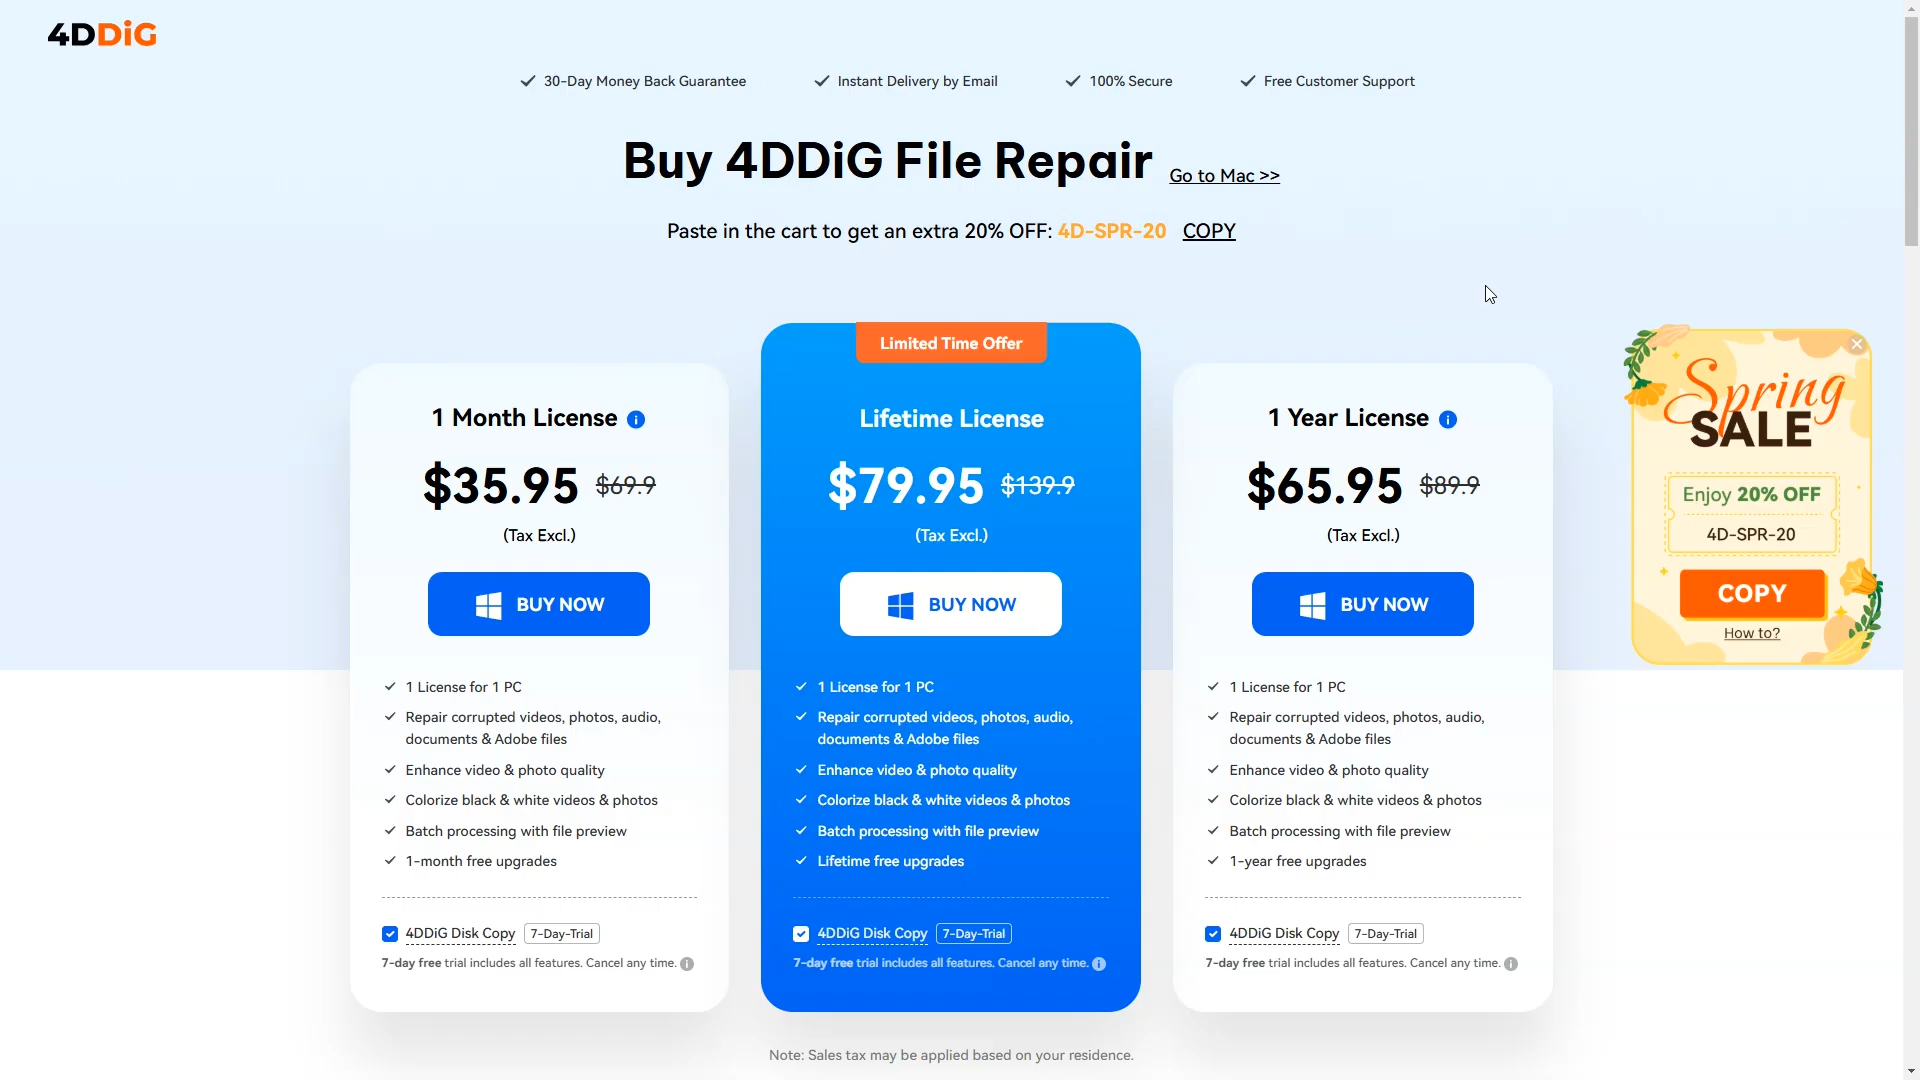 4DDiG
30-Day Money Back Guarantee
Instant Delivery by Email
100% Secure
Free Customer Support
Buy 4DDiG File Repair Go to Mac >>
Paste in the cart to get an extra 20% OFF: 4D-SPR-20 COPY
Limited Time Offer
1 Month License
$35.95 $69.9
(Tax Excl.)
BUY NOW
1 License for 1 PC
Repair corrupted videos, photos, audio,
documents & Adobe files
Enhance video & photo quality
Colorize black & white videos & photos
Batch processing with file preview
1-month free upgrades
4DDiG Disk Copy 7-Day-Trial
7-day free trial includes all features. Cancel any time.
Lifetime License
$79.95 $139.9
(Tax Excl.)
BUY NOW
1 License for 1 PC
Repair corrupted videos, photos, audio,
documents & Adobe files
Enhance video & photo quality
Colorize black & white videos & photos
Batch processing with file preview
Lifetime free upgrades
4DDiG Disk Copy 7-Day-Trial
7-day free trial includes all features. Cancel any time.
1 Year License
$65.95 $89.9
(Tax Excl.)
BUY NOW
1 License for 1 PC
Repair corrupted videos, photos, audio,
documents & Adobe files
Enhance video & photo quality
Colorize black & white videos & photos
Batch processing with file preview
1-year free upgrades
4DDiG Disk Copy 7-Day-Trial
7-day free trial includes all features. Cancel any time.
Spring
SALE
Enjoy 20% OFF
4D-SPR-20
COPY
How to?
Note: Sales tax may be applied based on your residence.